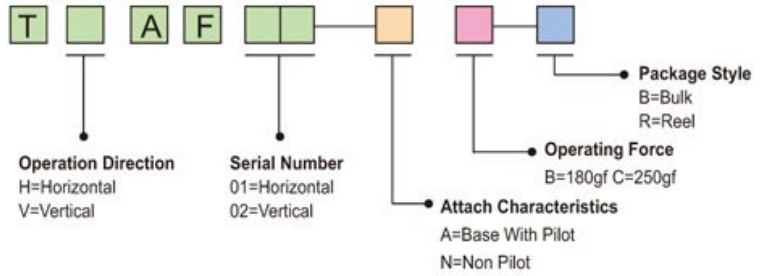 T A F
Package Style
B=Bulk
R=Reel
Operating Force
B=180gf C=250gf
Operation Direction
H=Horizontal
V=Vertical
Serial Number
01=Horizontal
02=Vertical
Attach Characteristics
A=Base With Pilot
N=Non Pilot